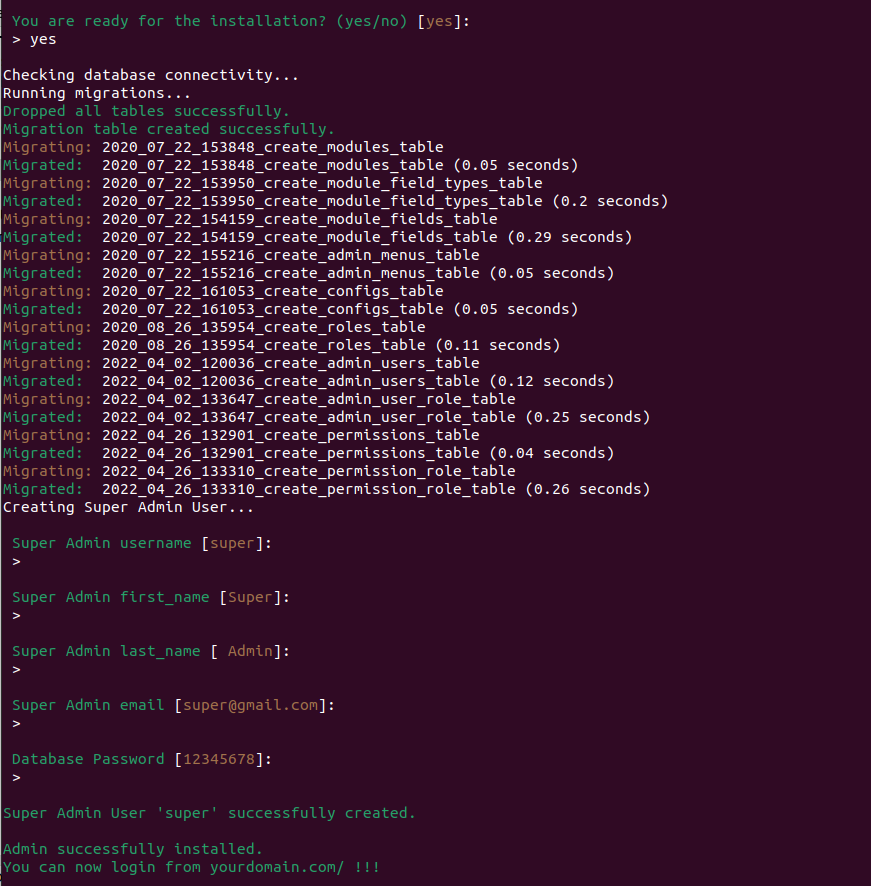 You are ready for the installation? (yes/no) [yes]:
> yes
Checking database connectivity...
Running migrations...
Dropped all tables successfully.
Migration table created successfully.
Migrating: 2020_07_22_153848_create_modules_table
Migrated:  2020_07_22_153848_create_modules_table (0.05 seconds)
Migrating: 2020_07_22_153950_create_module_field_types_table
Migrated:  2020_07_22_153950_create_module_field_types_table (0.2 seconds)
Migrating: 2020_07_22_154159_create_module_fields_table
Migrated:  2020_07_22_154159_create_module_fields_table (0.29 seconds)
Migrating: 2020_07_22_155216_create_admin_menus_table
Migrated:  2020_07_22_155216_create_admin_menus_table (0.05 seconds)
Migrating: 2020_07_22_161053_create_configs_table
Migrated:  2020_07_22_161053_create_configs_table (0.05 seconds)
Migrating: 2020_08_26_135954_create_roles_table
Migrated:  2020_08_26_135954_create_roles_table (0.11 seconds)
Migrating: 2022_04_02_120036_create_admin_users_table
Migrated:  2022_04_02_120036_create_admin_users_table (0.12 seconds)
Migrating: 2022_04_02_133647_create_admin_user_role_table
Migrated:  2022_04_02_133647_create_admin_user_role_table (0.25 seconds)
Migrating: 2022_04_26_132901_create_permissions_table
Migrated:  2022_04_26_132901_create_permissions_table (0.04 seconds)
Migrating: 2022_04_26_133310_create_permission_role_table
Migrated:  2022_04_26_133310_create_permission_role_table (0.26 seconds)
Creating Super Admin User...
Super Admin username [super]:
>
Super Admin first_name [Super]:
>
Super Admin last_name [ Admin]:
>
Super Admin email [super@gmail.com]:
>
Database Password [12345678]:
>
Super Admin User 'super' successfully created.
Admin successfully installed.
You can now login from yourdomain.com/ !!!